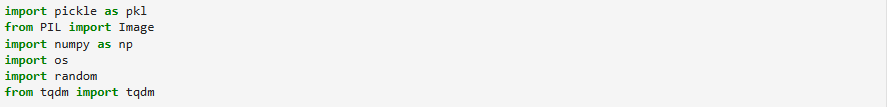 import pickle as pkl
from PIL import Image
import numpy as np
import os
import random
from tqdm import tqdm